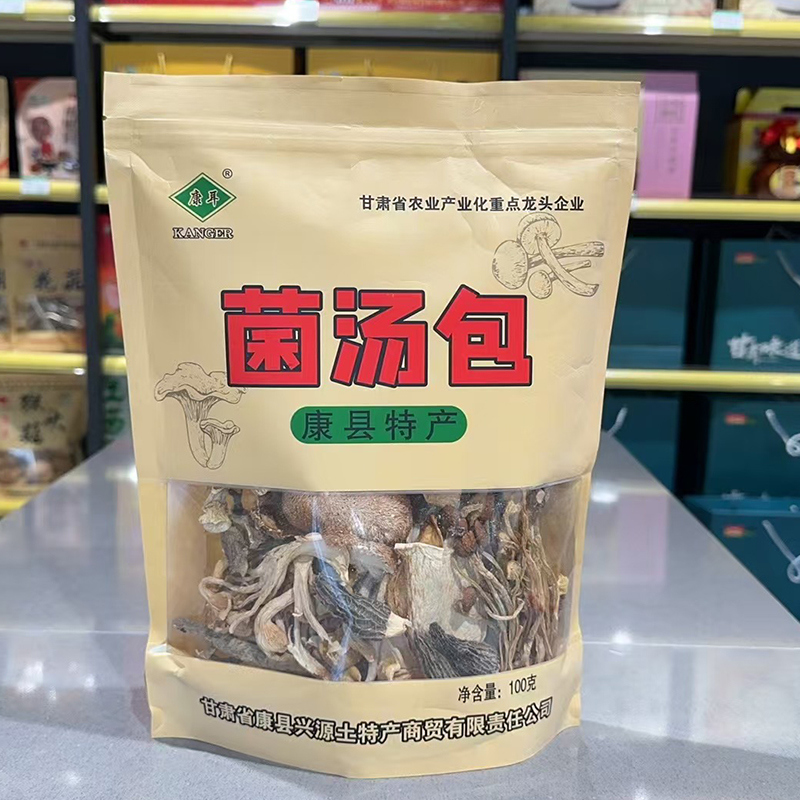 康耳®
KANGER
甘肃省农业产业化重点龙头企业
菌汤包
康县特产
净含量：100克
甘肃省康县兴源土特产商贸有限责任公司